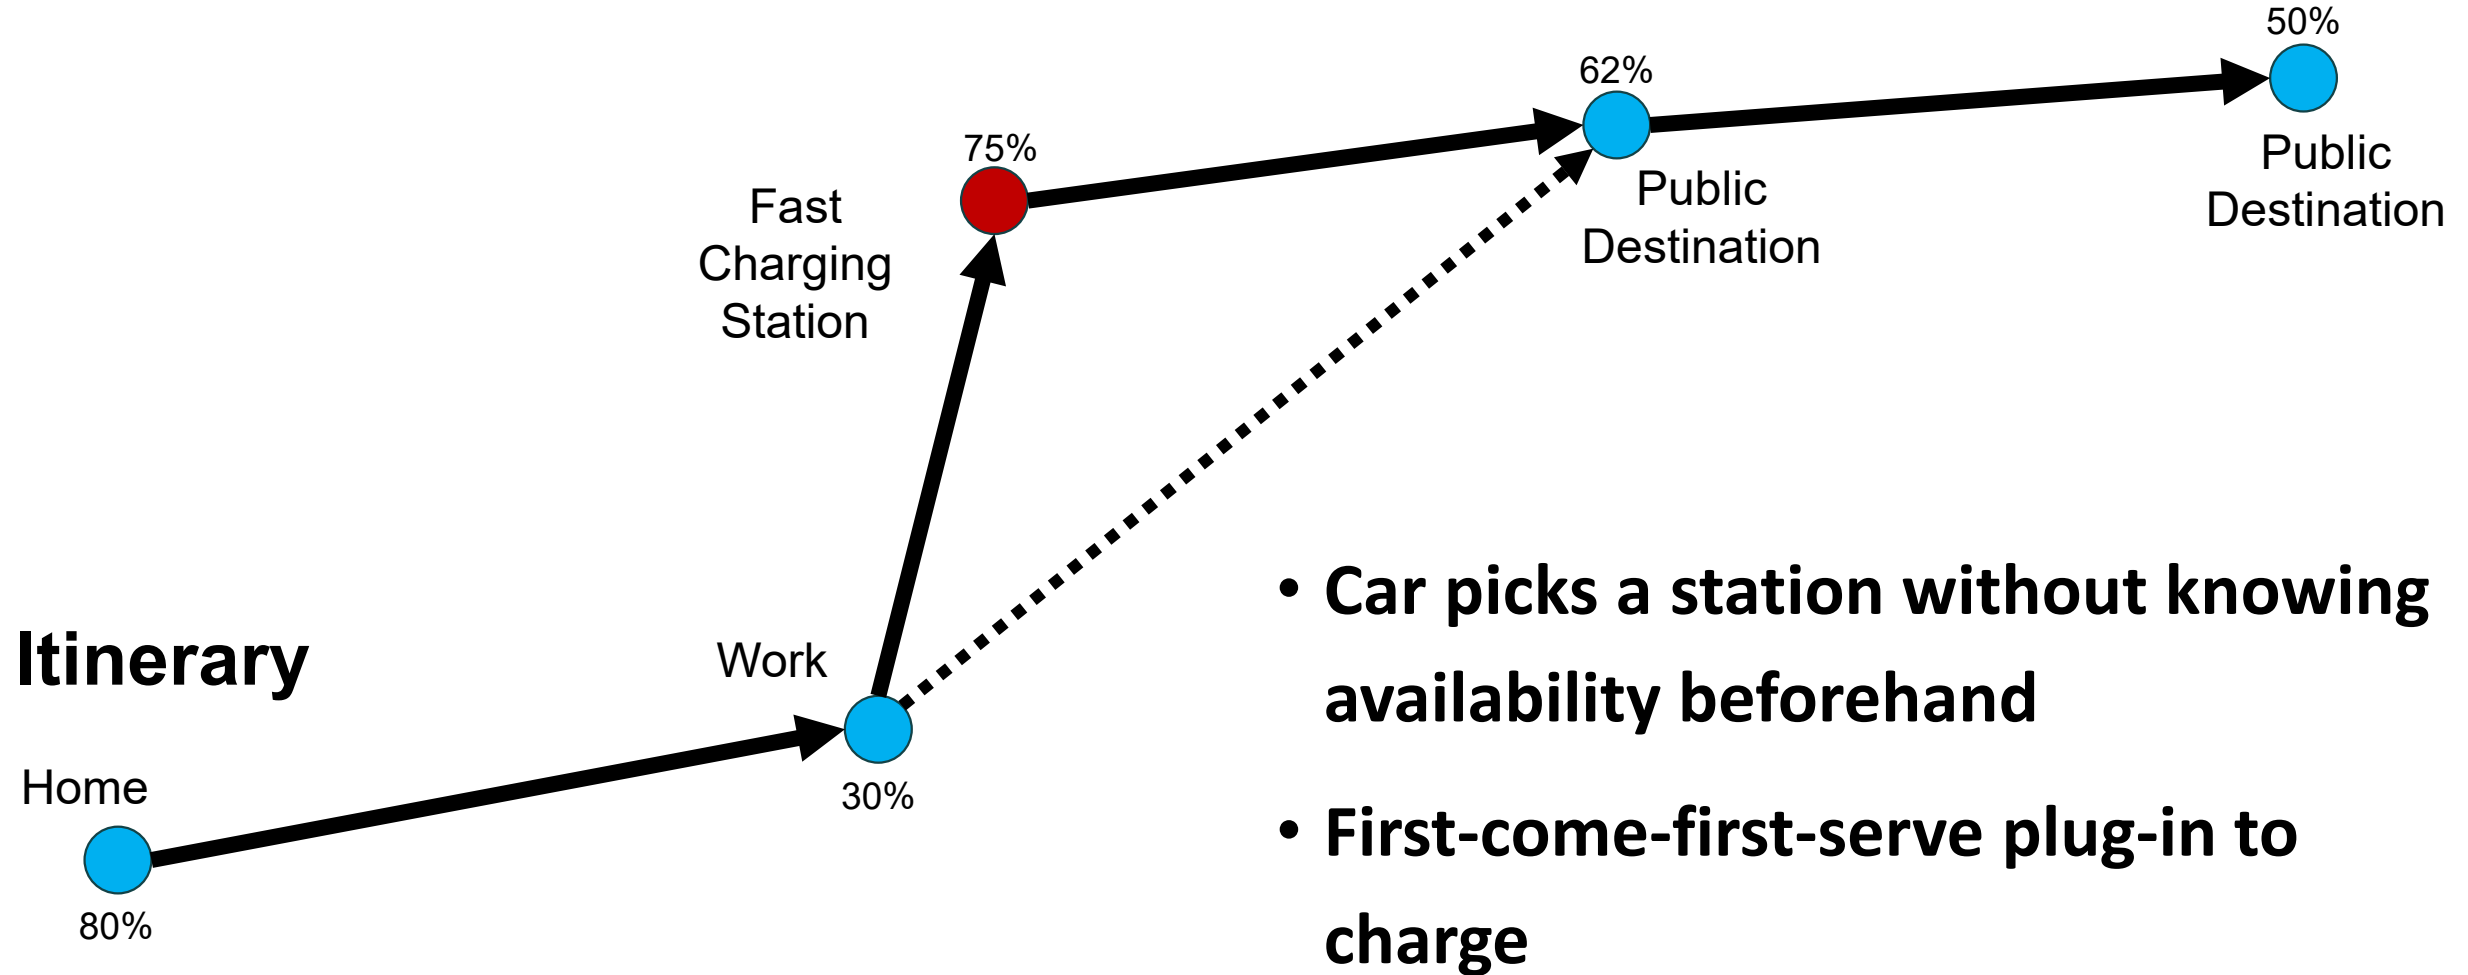 50%
62%
Public
Destination
75%
Public
Destination
Fast
Charging
Station
Work
Itinerary
30%
Home
80%
• Car picks a station without knowing
availability beforehand
• First-come-first-serve plug-in to
charge